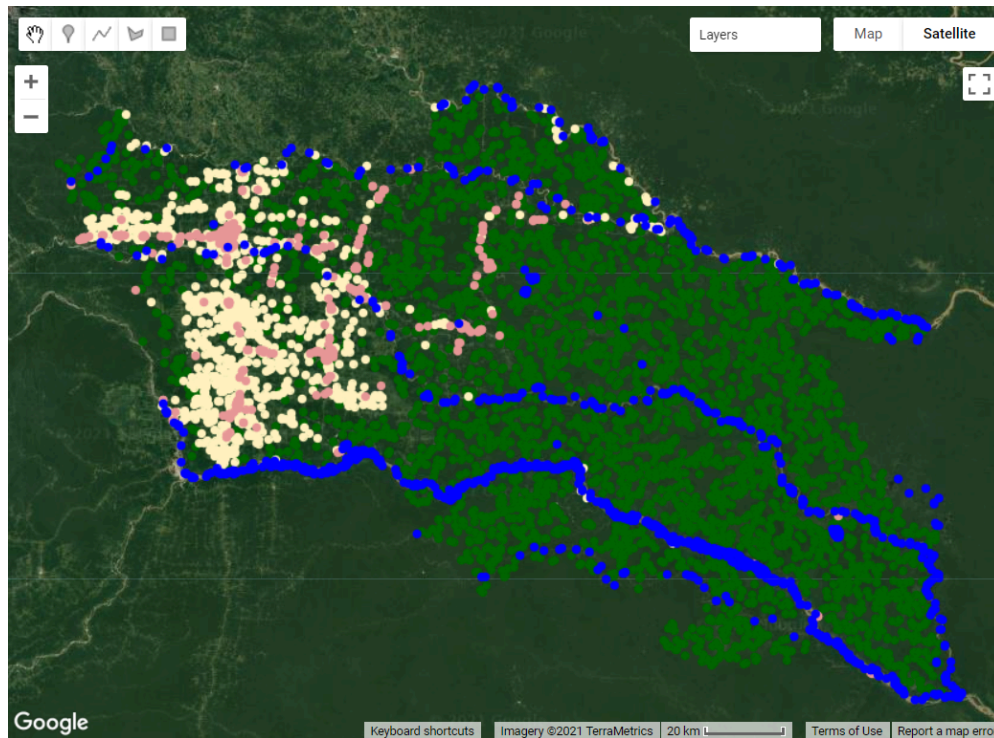 Layers
Map
Satellite
Google
Keyboard shortcuts
Imagery ©2021 TerraMetrics
20 km
Terms of Use
Report a map erro